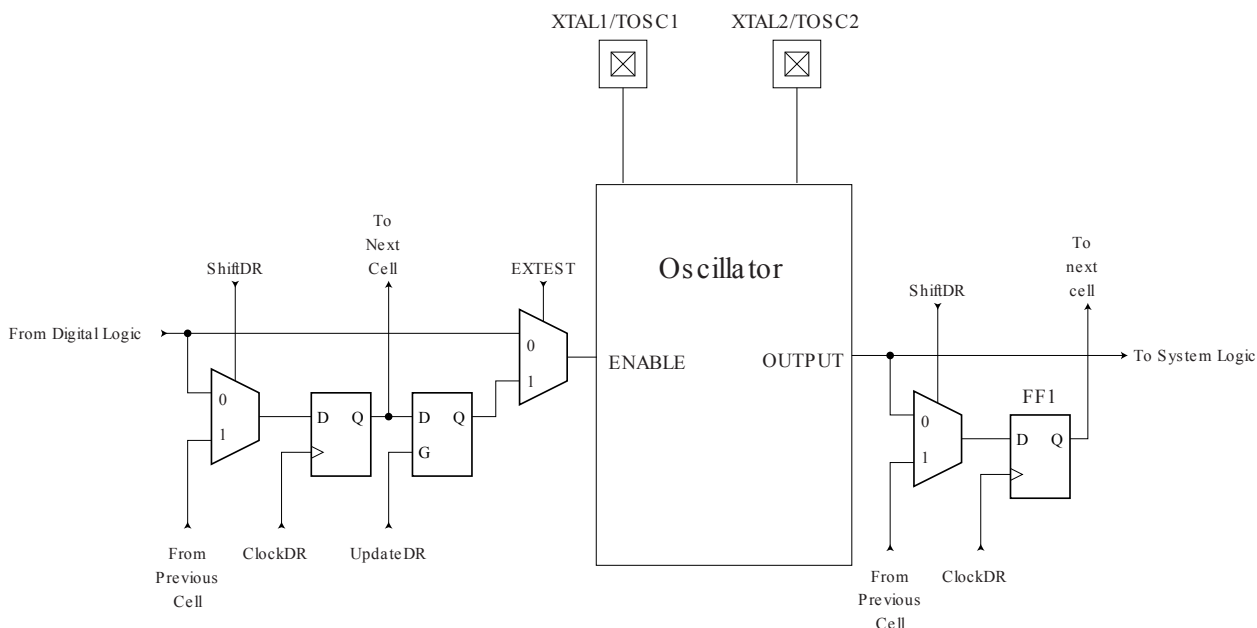 XTAL1/TOSC1
XTAL2/TOSC2
To
Next
Cell
ShiftDR
EXTEST
From Digital Logic
0
1
D Q
D Q
G
0
1
From
Previous
Cell
ClockDR
UpdateDR
Oscillator
ENABLE
OUTPUT
To
next
cell
ShiftDR
To System Logic
FF1
0
1
D Q
From
Previous
Cell
ClockDR